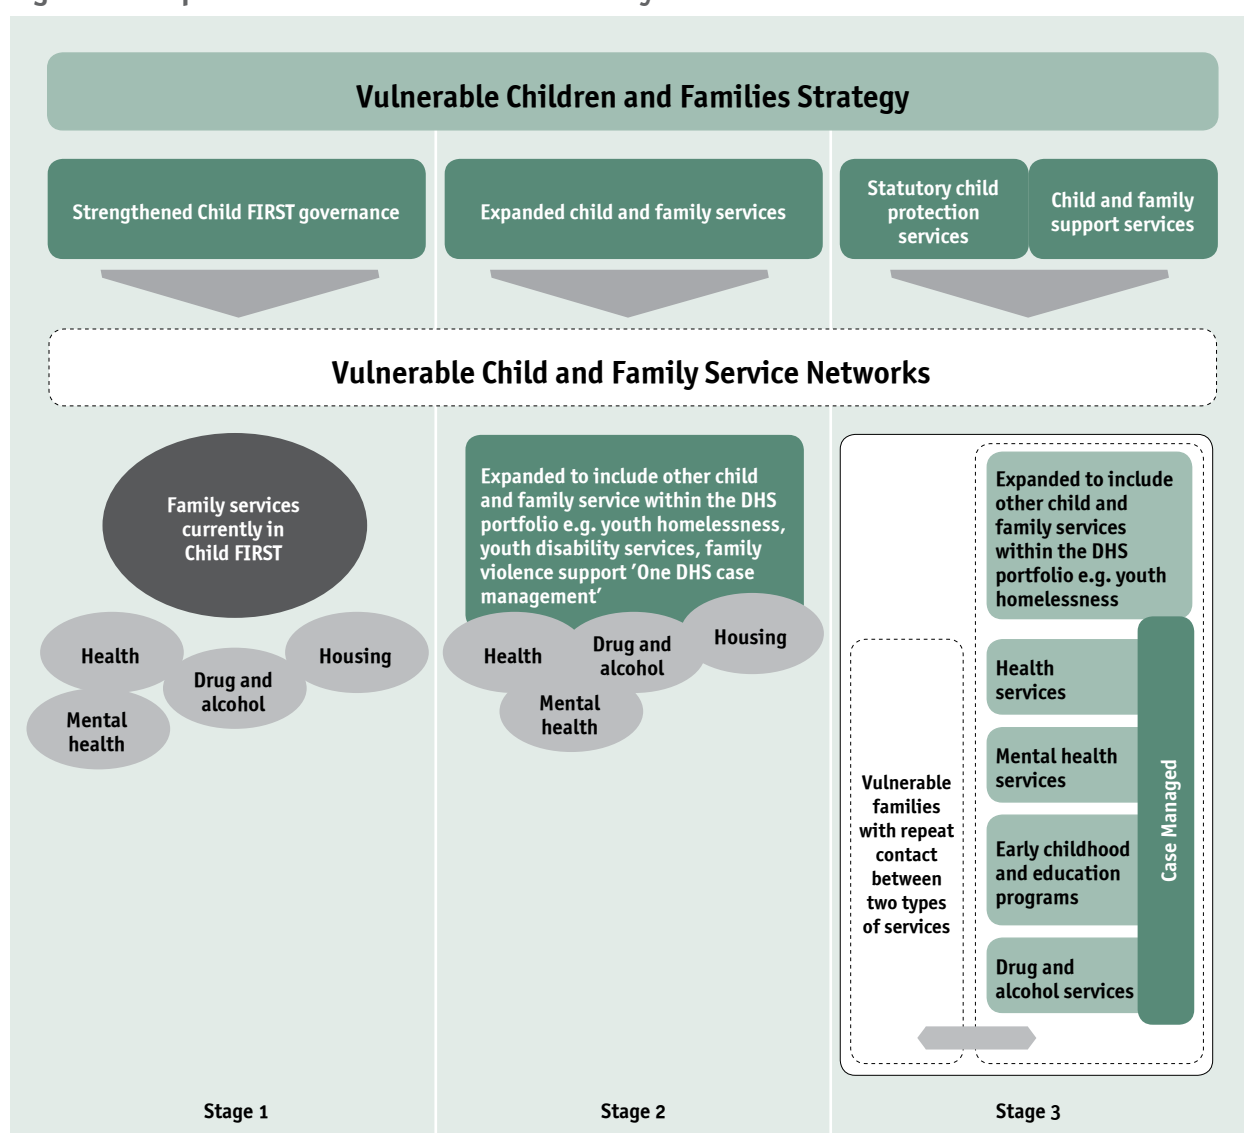 Vulnerable Children and Families Strategy
Strengthened Child FIRST governance
Expanded child and family services
Statutory child
protection
services
Child and family
support services
Vulnerable Child and Family Service Networks
Family services
currently in
Child FIRST
Health
Drug and
alcohol
Housing
Mental
health
Expanded to include other child
and family service within the DHS
portfolio e.g. youth homelessness,
youth disability services, family
violence support ’One DHS case
management’
Health
Drug and
alcohol
Housing
Mental
health
Vulnerable
families
with repeat
contact
between
two types
of services
Expanded to include
other child and
family services
within the DHS
portfolio e.g. youth
homelessness
Health
services
Mental health
services
Early childhood
and education
programs
Drug and
alcohol services
Case Managed
Stage 1
Stage 2
Stage 3